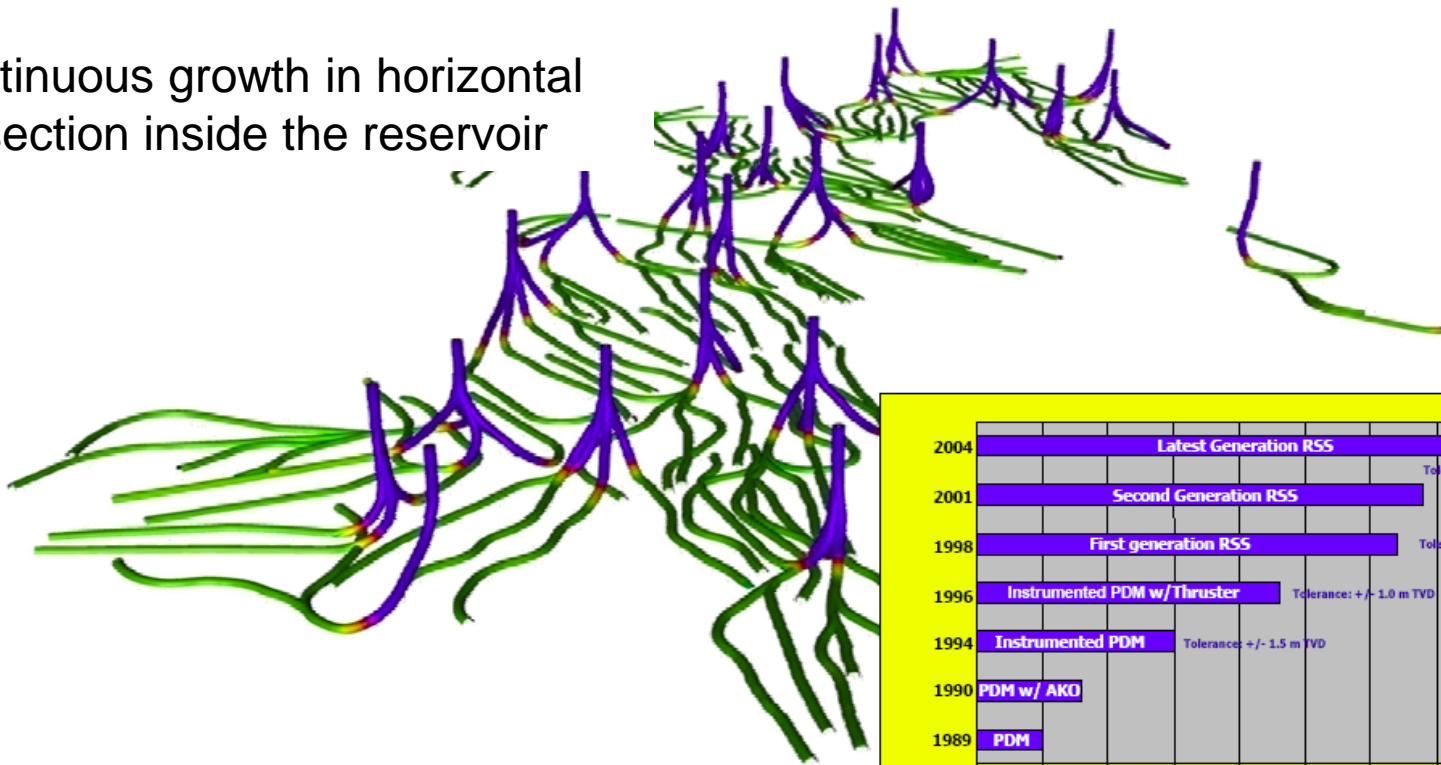 tinuous growth in horizontal
section inside the reservoir
2004 Latest Generation RSS
2001 Second Generation RSS
1998 First generation RSS
1996 Instrumented PDM w/Thruster Tolerance: +/- 1.0 m TVD
1994 Instrumented PDM Tolerance: +/- 1.5 m TVD
1990 PDM w/ AKO
1989 PDM